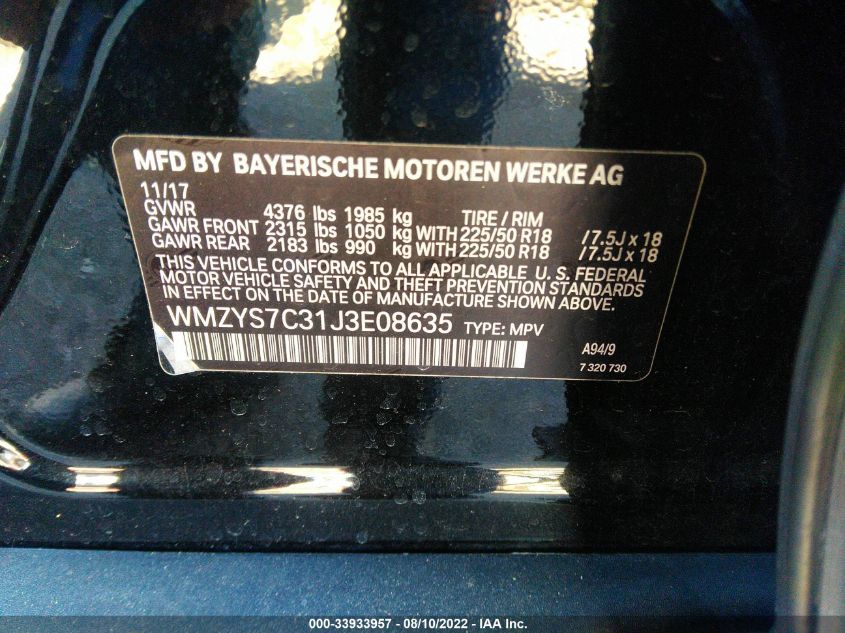 MFD BY BAYERISCHE MOTOREN WERKE AG
11/17
GVWR 4376 lbs 1985 kg TIRE / RIM
GAWR FRONT 2315 lbs 1050 kg WITH 225/50 R18 /7.5J x 18
GAWR REAR 2183 lbs 990 kg WITH 225/50 R18 /7.5J x 18
THIS VEHICLE CONFORMS TO ALL APPLICABLE U. S. FEDERAL
MOTOR VEHICLE SAFETY AND THEFT PREVENTION STANDARDS
IN EFFECT ON THE DATE OF MANUFACTURE SHOWN ABOVE.
WMZYS7C31J3E08635 TYPE: MPV
A94/9
7 320 730
000-33933957 - 08/10/2022 - IAA Inc.